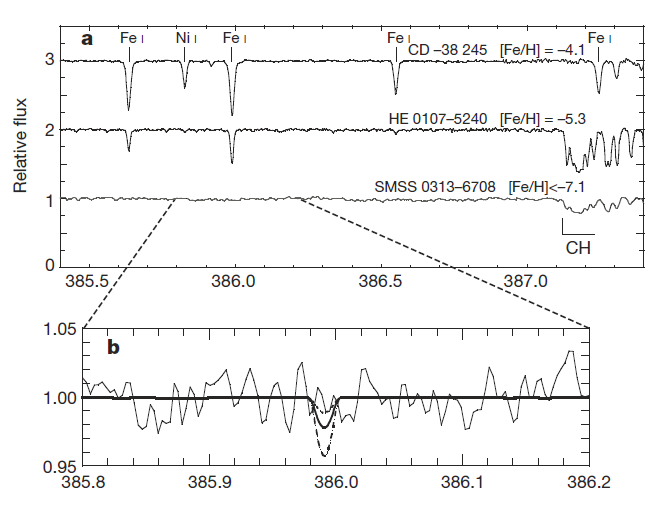 a
Fe I Ni I Fe I Fe I Fe I
CD –38 245 [Fe/H] = –4.1
HE 0107–5240 [Fe/H] = –5.3
SMSS 0313–6708 [Fe/H]<–7.1
CH
Relative flux
3
2
1
0
385.5 386.0 386.5 387.0
b
1.05
1.00
0.95
385.8 385.9 386.0 386.1 386.2